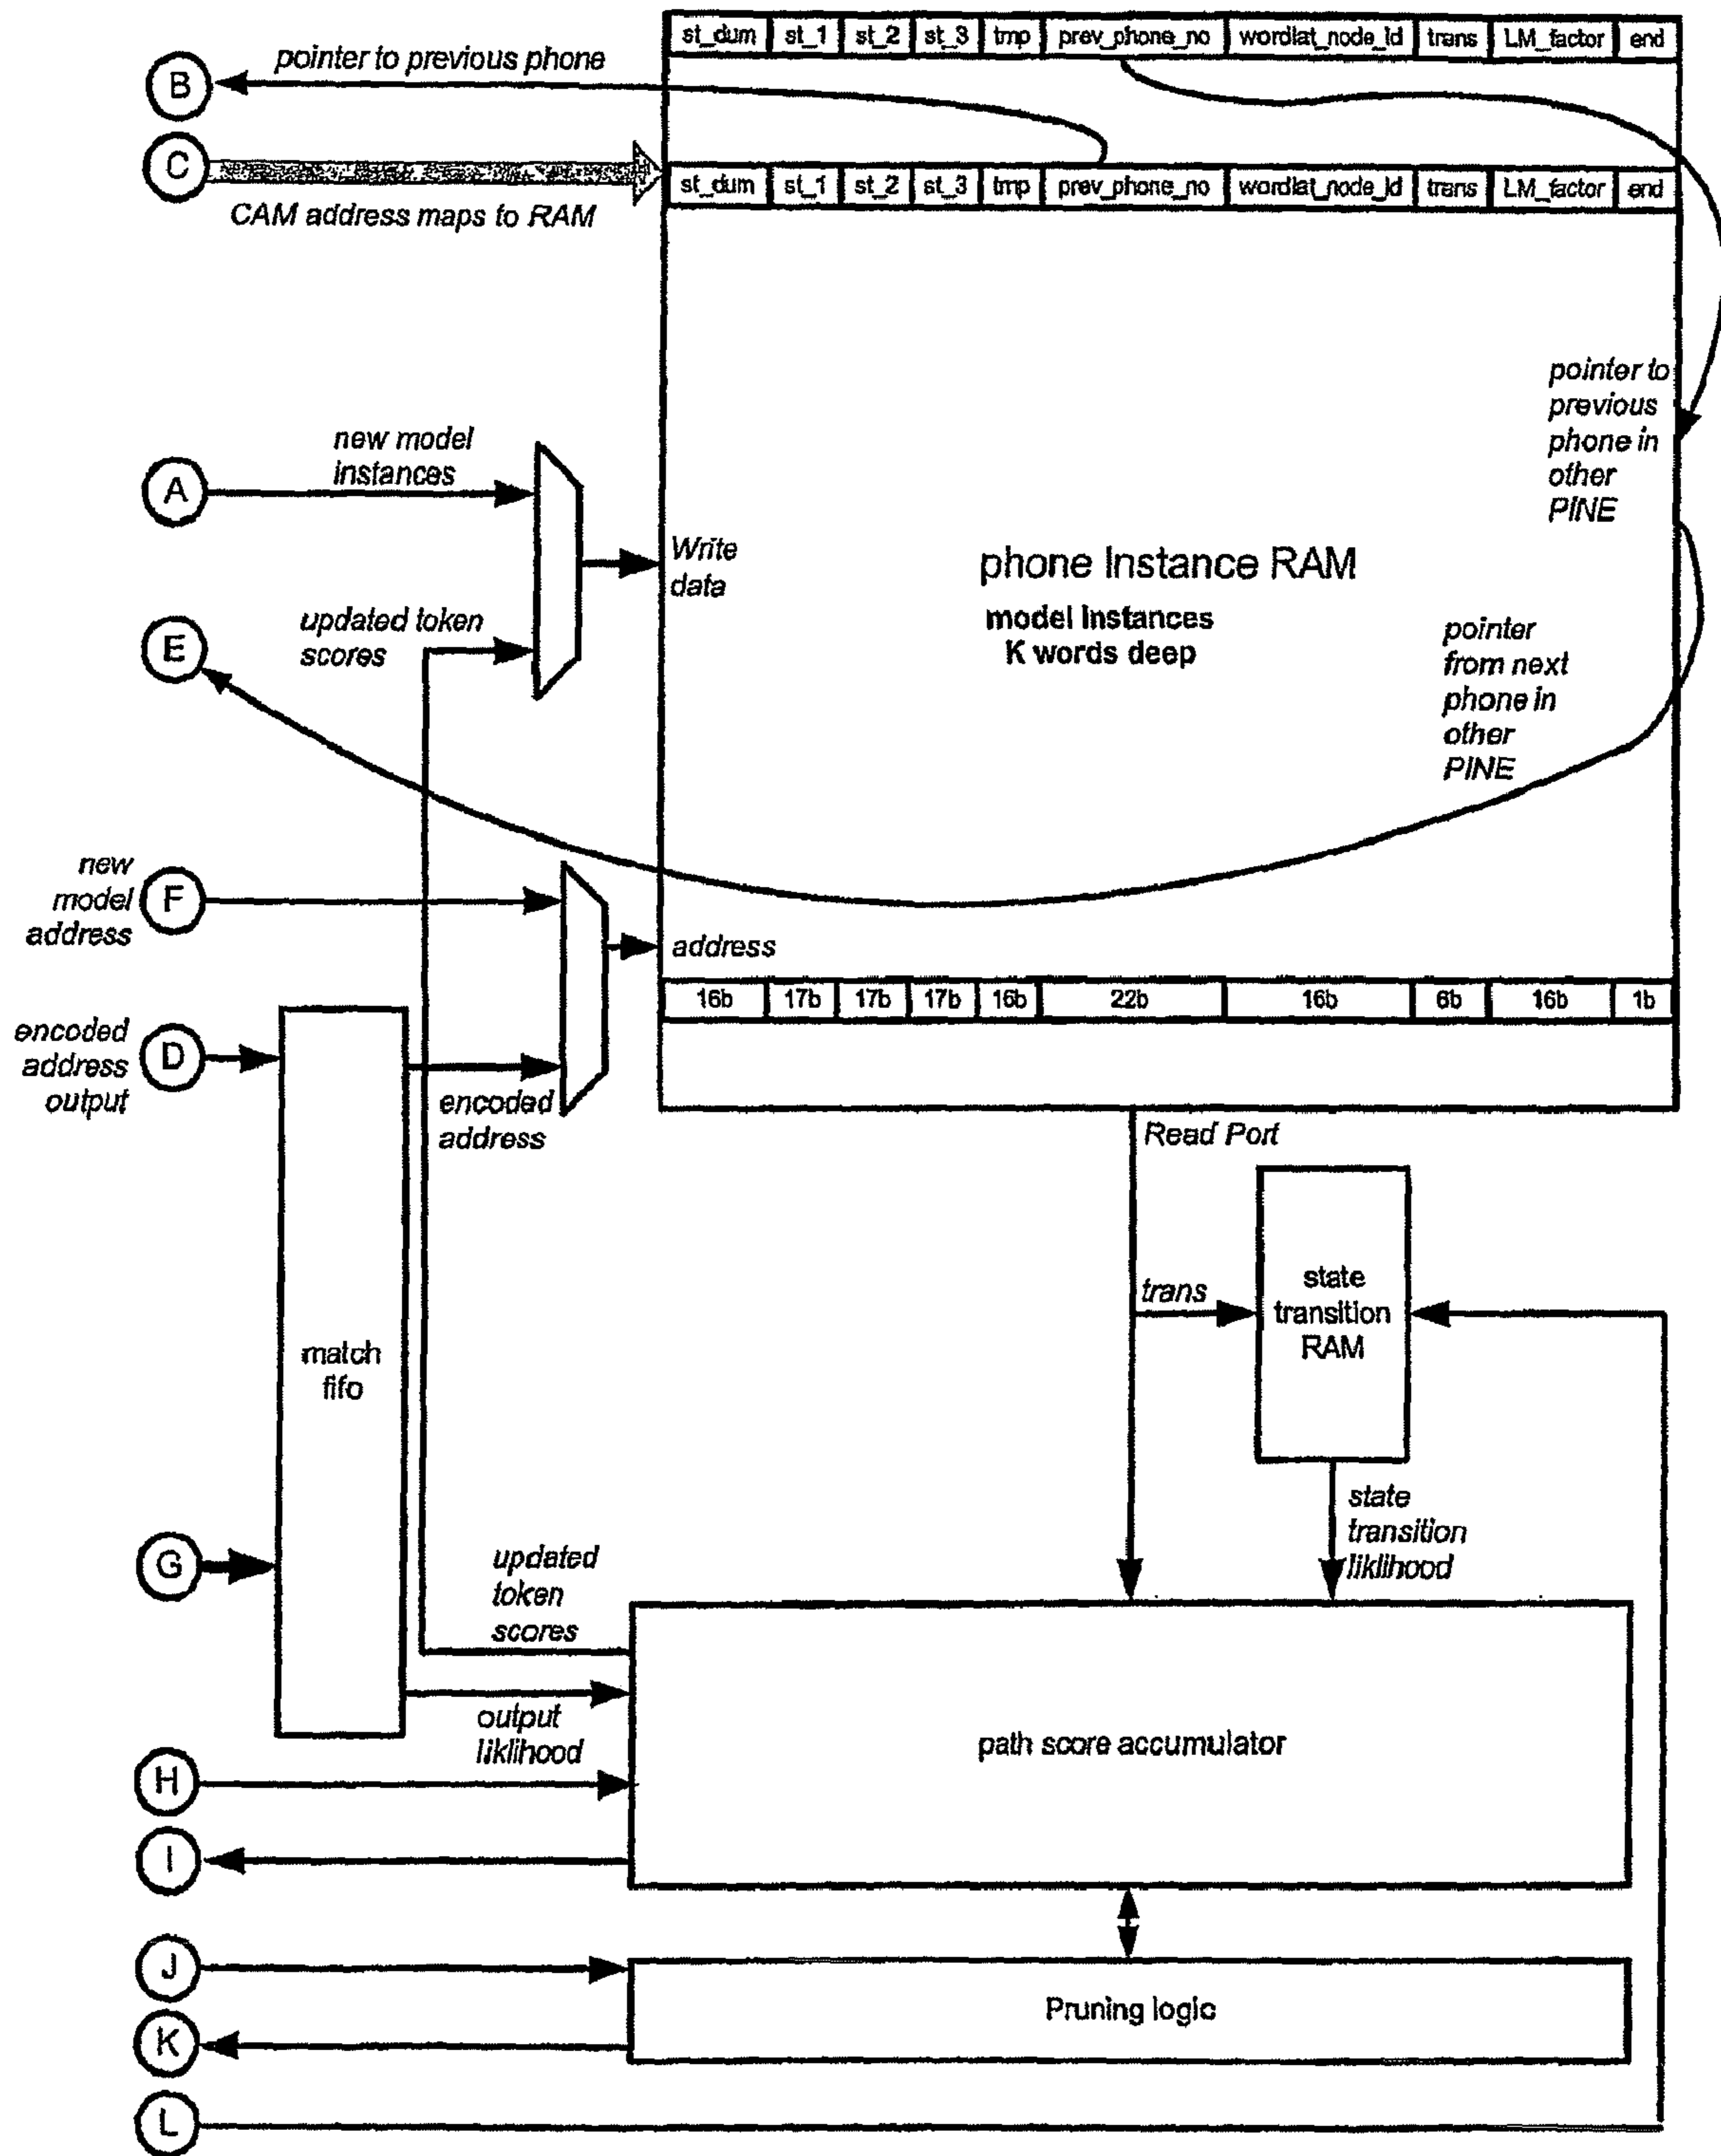 st_dum st_1 st_2 st_3 tmp prev_phone_no wordlat_node_id trans LM_factor end
pointer to previous phone
B
C
st_dum st_1 st_2 st_3 tmp prev_phone_no wordlat_node_id trans LM_factor end
CAM address maps to RAM
pointer to
previous
phone in
other
PINE
new model
instances
A
Write
data
phone Instance RAM
model Instances
K words deep
updated token
scores
E
pointer
from next
phone in
other
PINE
new
model
address
F
address
16b 17b 17b 17b 16b 22b 16b 6b 16b 1b
encoded
address
output
D
encoded
address
Read Port
trans
state
transition
RAM
match
fifo
state
transition
liklihood
G
updated
token
scores
output
liklihood
path score accumulator
H
I
J
Pruning logic
K
L